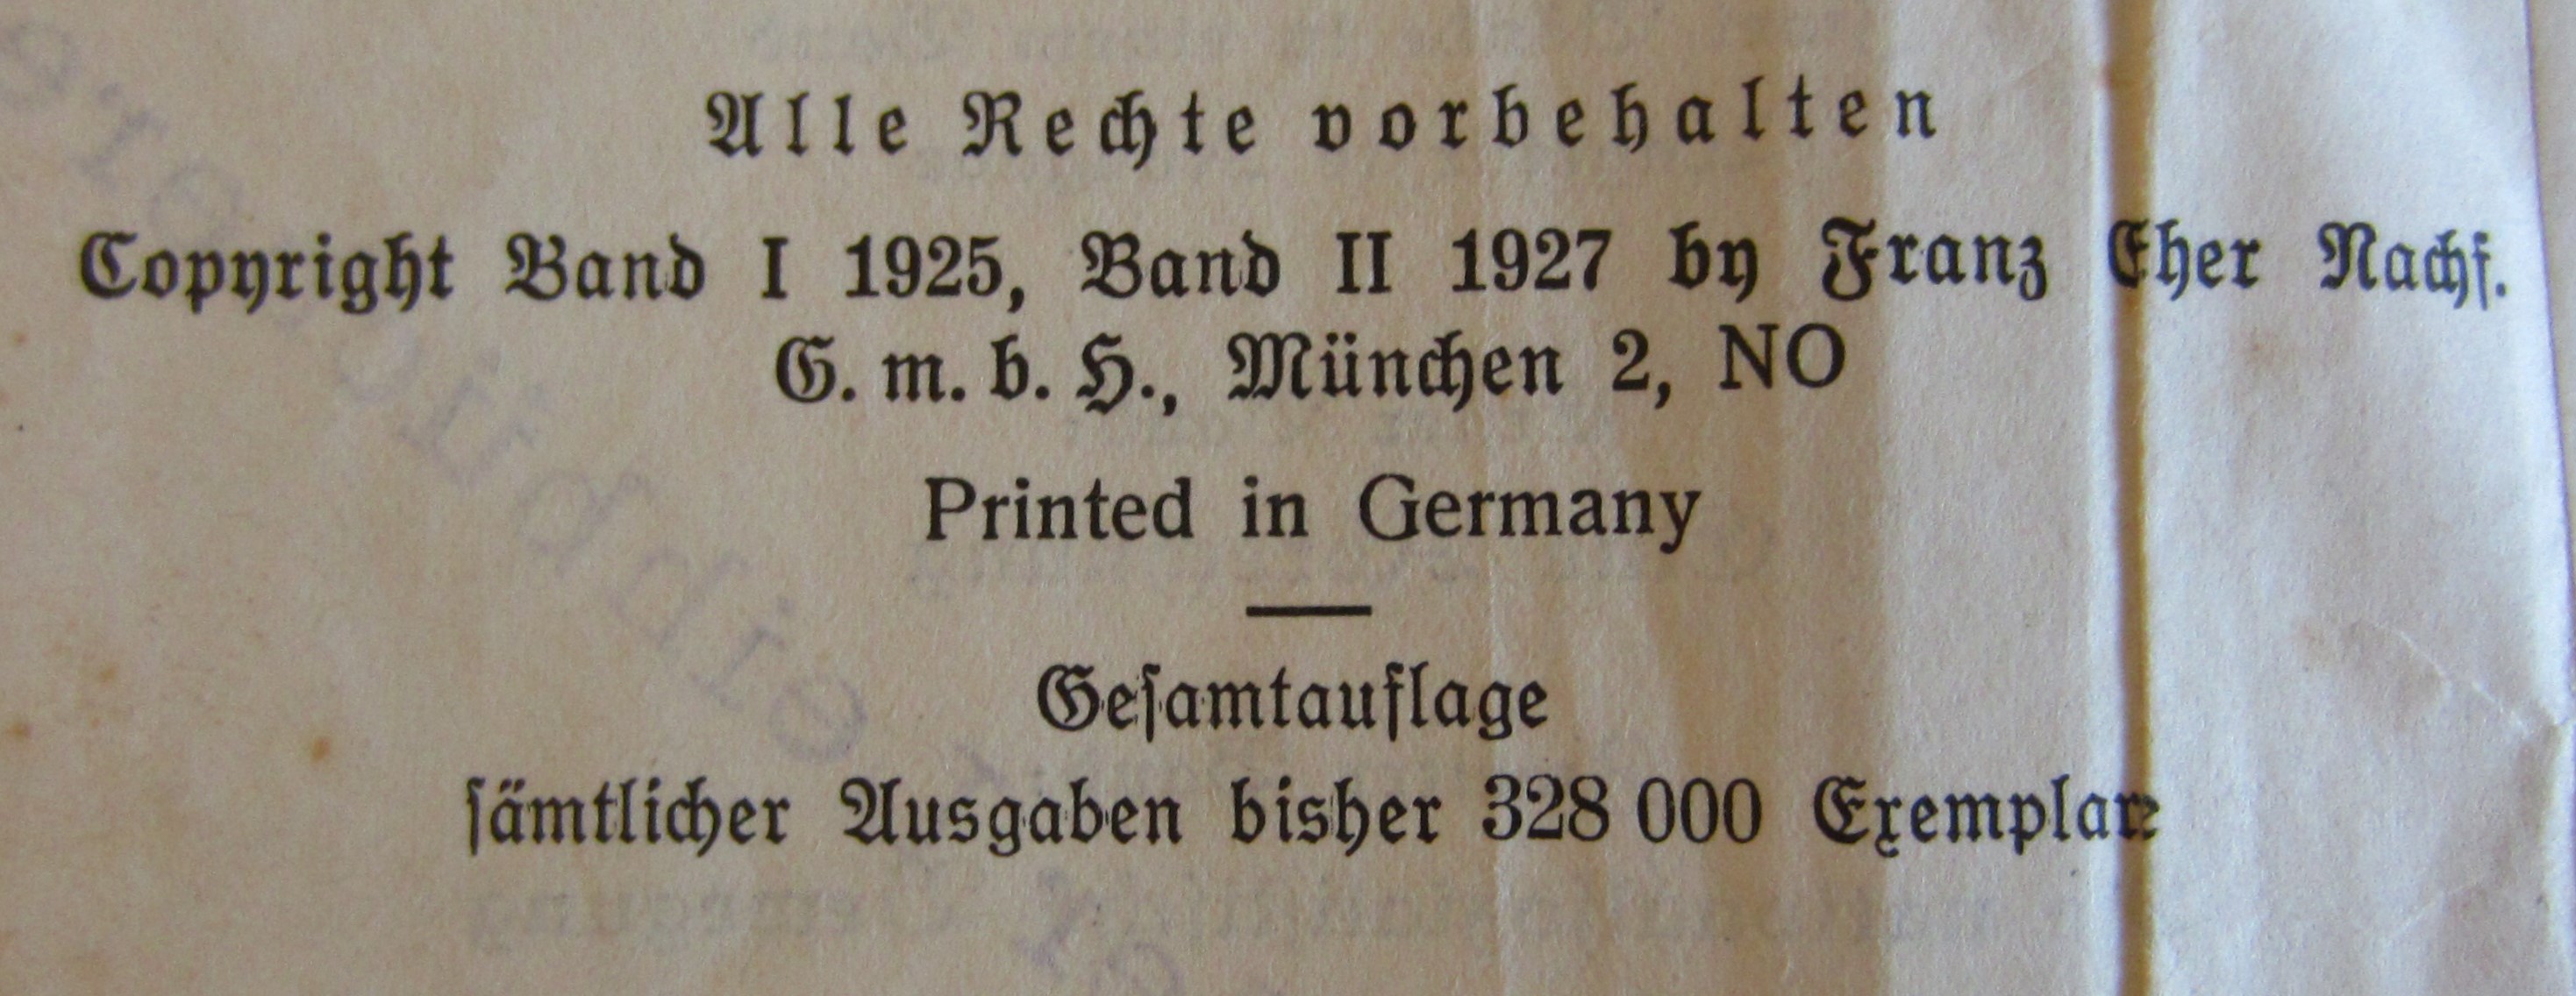 Alle Rechte vorbehalten
Copyright Band I 1925, Band II 1927 by Franz Eher Nachf.
G. m. b. H., München 2, NO
Printed in Germany
Geſamtauflage
ſämtlicher Ausgaben bisher 328 000 Exemplare